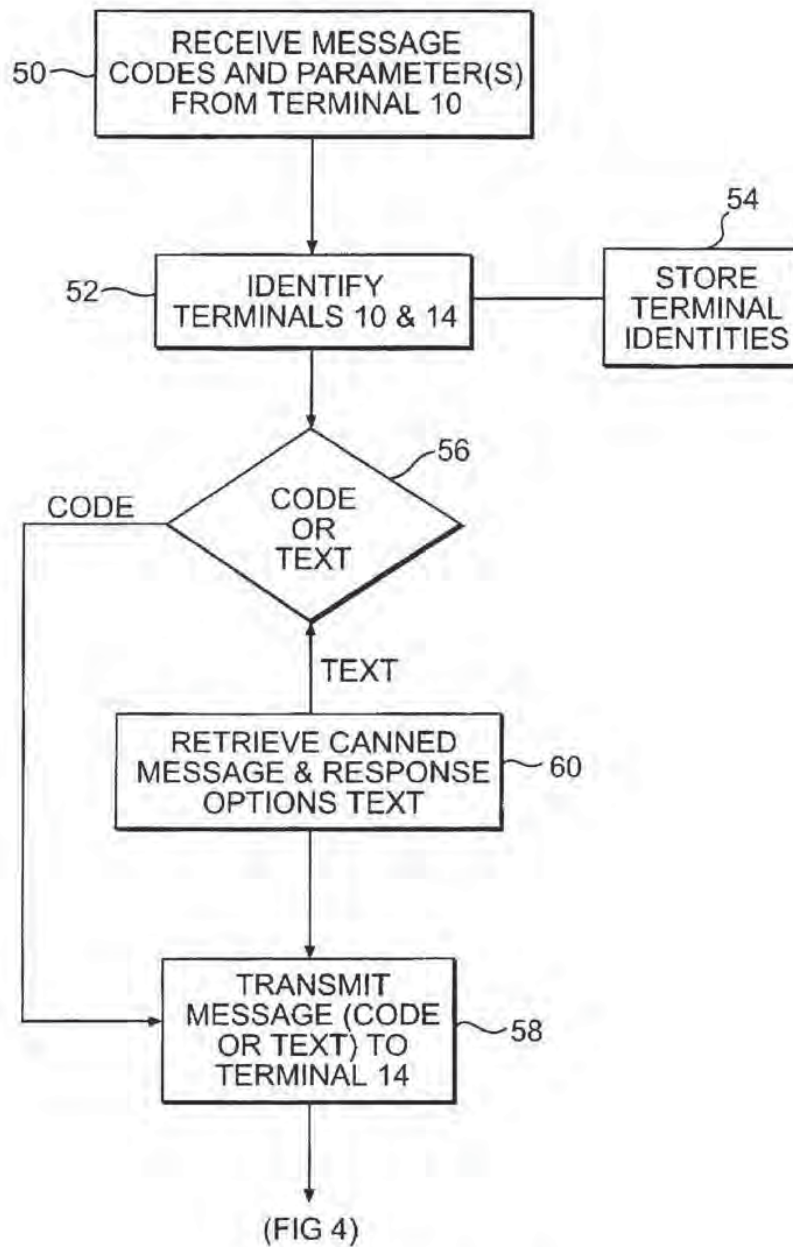 50
RECEIVE MESSAGE
CODES AND PARAMETER(S)
FROM TERMINAL 10
54
52
IDENTIFY
TERMINALS 10 & 14
STORE
TERMINAL
IDENTITIES
56
CODE
CODE
OR
TEXT
TEXT
RETRIEVE CANNED
MESSAGE & RESPONSE
OPTIONS TEXT
60
TRANSMIT
MESSAGE (CODE
OR TEXT) TO
TERMINAL 14
58
(FIG 4)